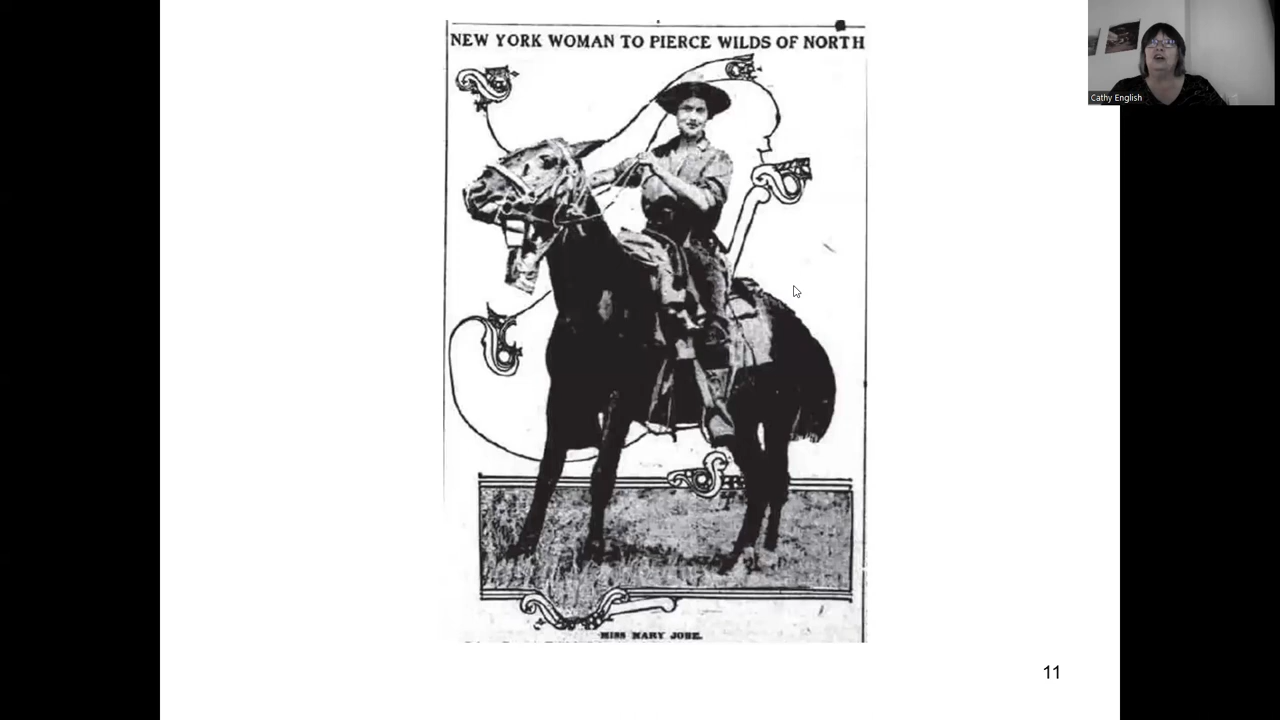 NEW YORK WOMAN TO PIERCE WILDS OF NORTH
Cathy English
MISS MARY JOBE.
11